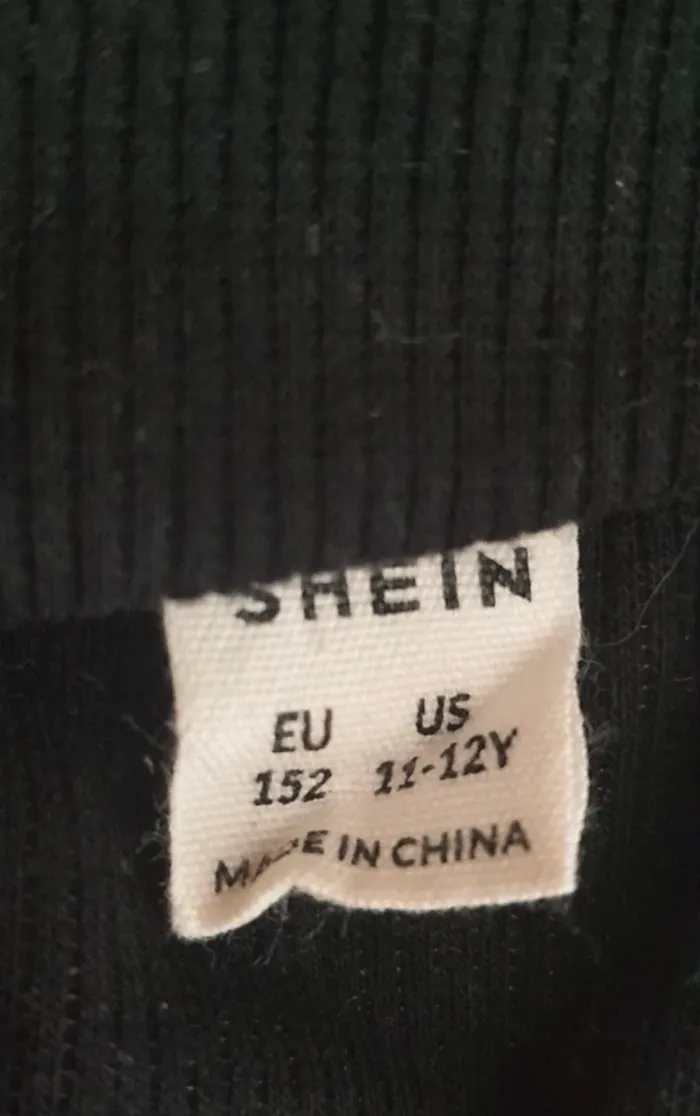 SHEIN
EU US
152 11-12Y
MADE IN CHINA